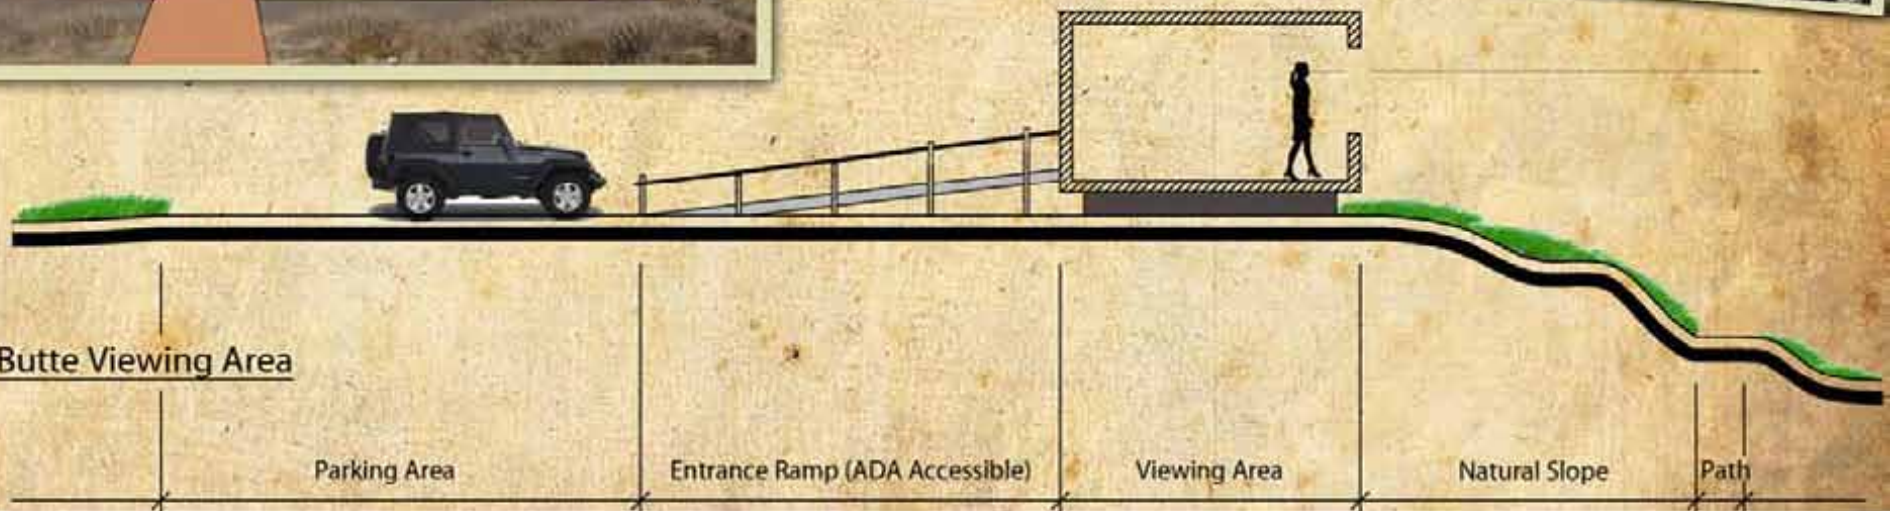 Butte Viewing Area
Parking Area
Entrance Ramp (ADA Accessible)
Viewing Area
Natural Slope
Path